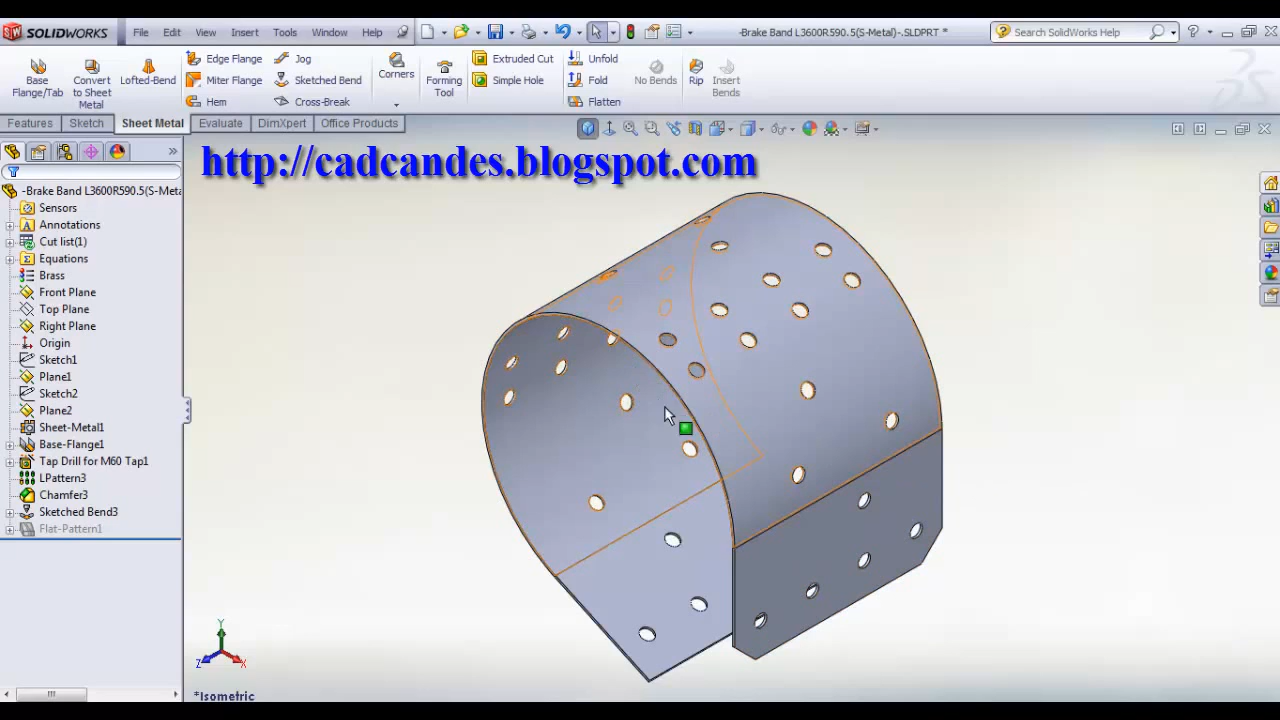 SOLIDWORKS File Edit View Insert Tools Window Help -Brake Band L3600R590.5(S-Metal)-.SLDPRT * Search SolidWorks Help
Base Flange/Tab
Convert to Sheet Metal
Lofted-Bend
Edge Flange
Miter Flange
Hem
Jog
Sketched Bend
Cross-Break
Corners
Forming Tool
Extruded Cut
Simple Hole
Unfold
Fold
Flatten
No Bends
Rip
Insert Bends
Features Sketch Sheet Metal Evaluate DimXpert Office Products
http://cadcandes.blogspot.com
-Brake Band L3600R590.5(S-Meta
Sensors
Annotations
Cut list(1)
Equations
Brass
Front Plane
Top Plane
Right Plane
Origin
Sketch1
Plane1
Sketch2
Plane2
Sheet-Metal1
Base-Flange1
Tap Drill for M60 Tap1
LPattern3
Chamfer3
Sketched Bend3
Flat-Pattern1
Y
Z
X
*Isometric